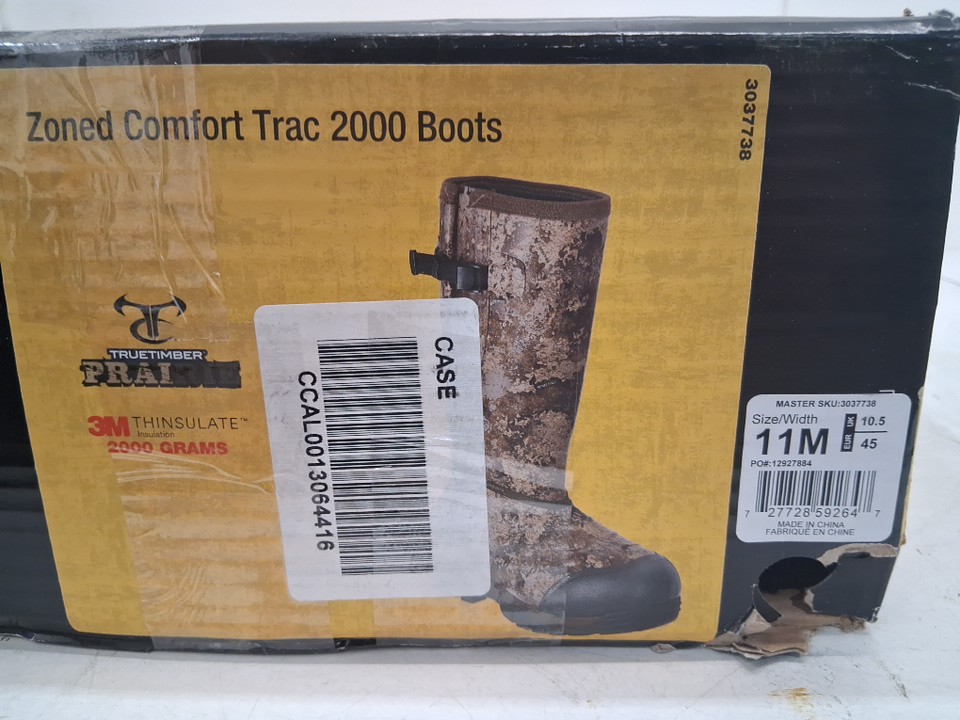 Zoned Comfort Trac 2000 Boots
3037738
TRUETIMBER
PRAIRIE
3M THINSULATE™
Insulation
2000 GRAMS
CASE
CCAL0013064416
MASTER SKU:3037738
Size/Width
11M
UK 10.5
EUR 45
PO#:12927884
7 27728 59264 7
MADE IN CHINA
FABRIQUÉ EN CHINE